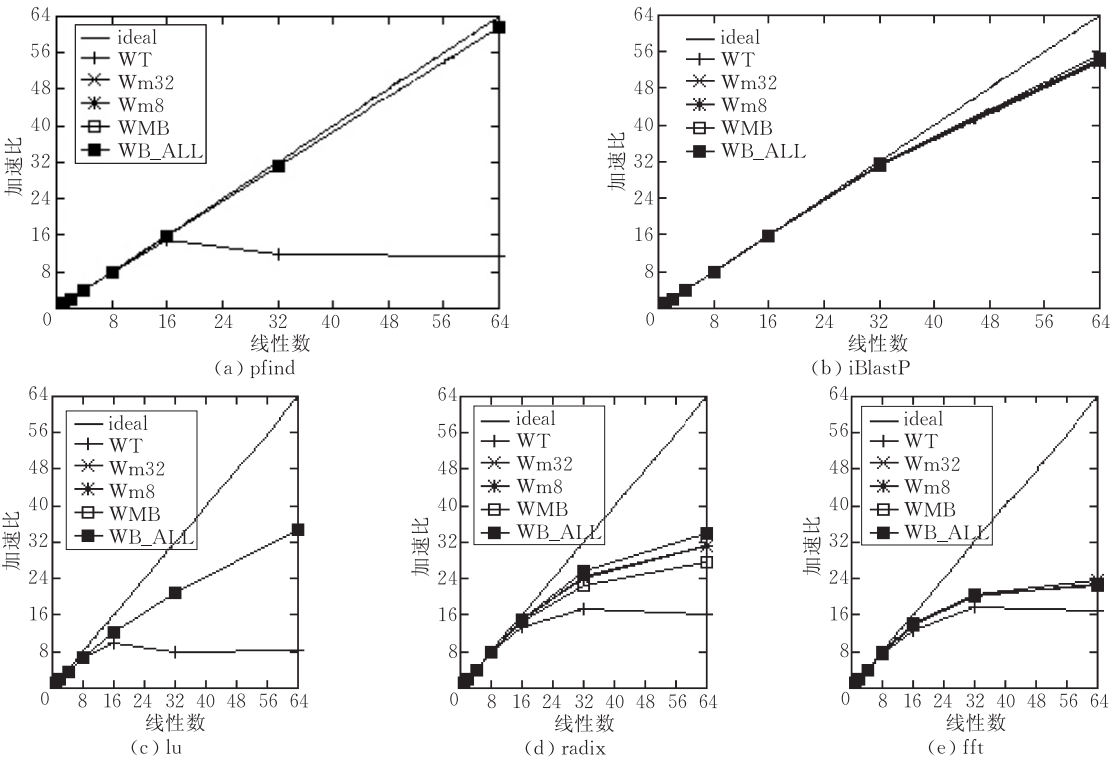 64
56
48
40
32
24
16
8
加速比
ideal
WT
Wm32
Wm8
WMB
WB_ALL
0 8 16 24 32 40 48 56 64
线性数
(a) pfind
64
56
48
40
32
24
16
8
加速比
ideal
WT
Wm32
Wm8
WMB
WB_ALL
0 8 16 24 32 40 48 56 64
线性数
(b) iBlastP
64
56
48
40
32
24
16
8
加速比
ideal
WT
Wm32
Wm8
WMB
WB_ALL
0 8 16 24 32 40 48 56 64
线性数
(c) lu
64
56
48
40
32
24
16
8
加速比
ideal
WT
Wm32
Wm8
WMB
WB_ALL
0 8 16 24 32 40 48 56 64
线性数
(d) radix
64
56
48
40
32
24
16
8
加速比
ideal
WT
Wm32
Wm8
WMB
WB_ALL
0 8 16 24 32 40 48 56 64
线性数
(e) fft